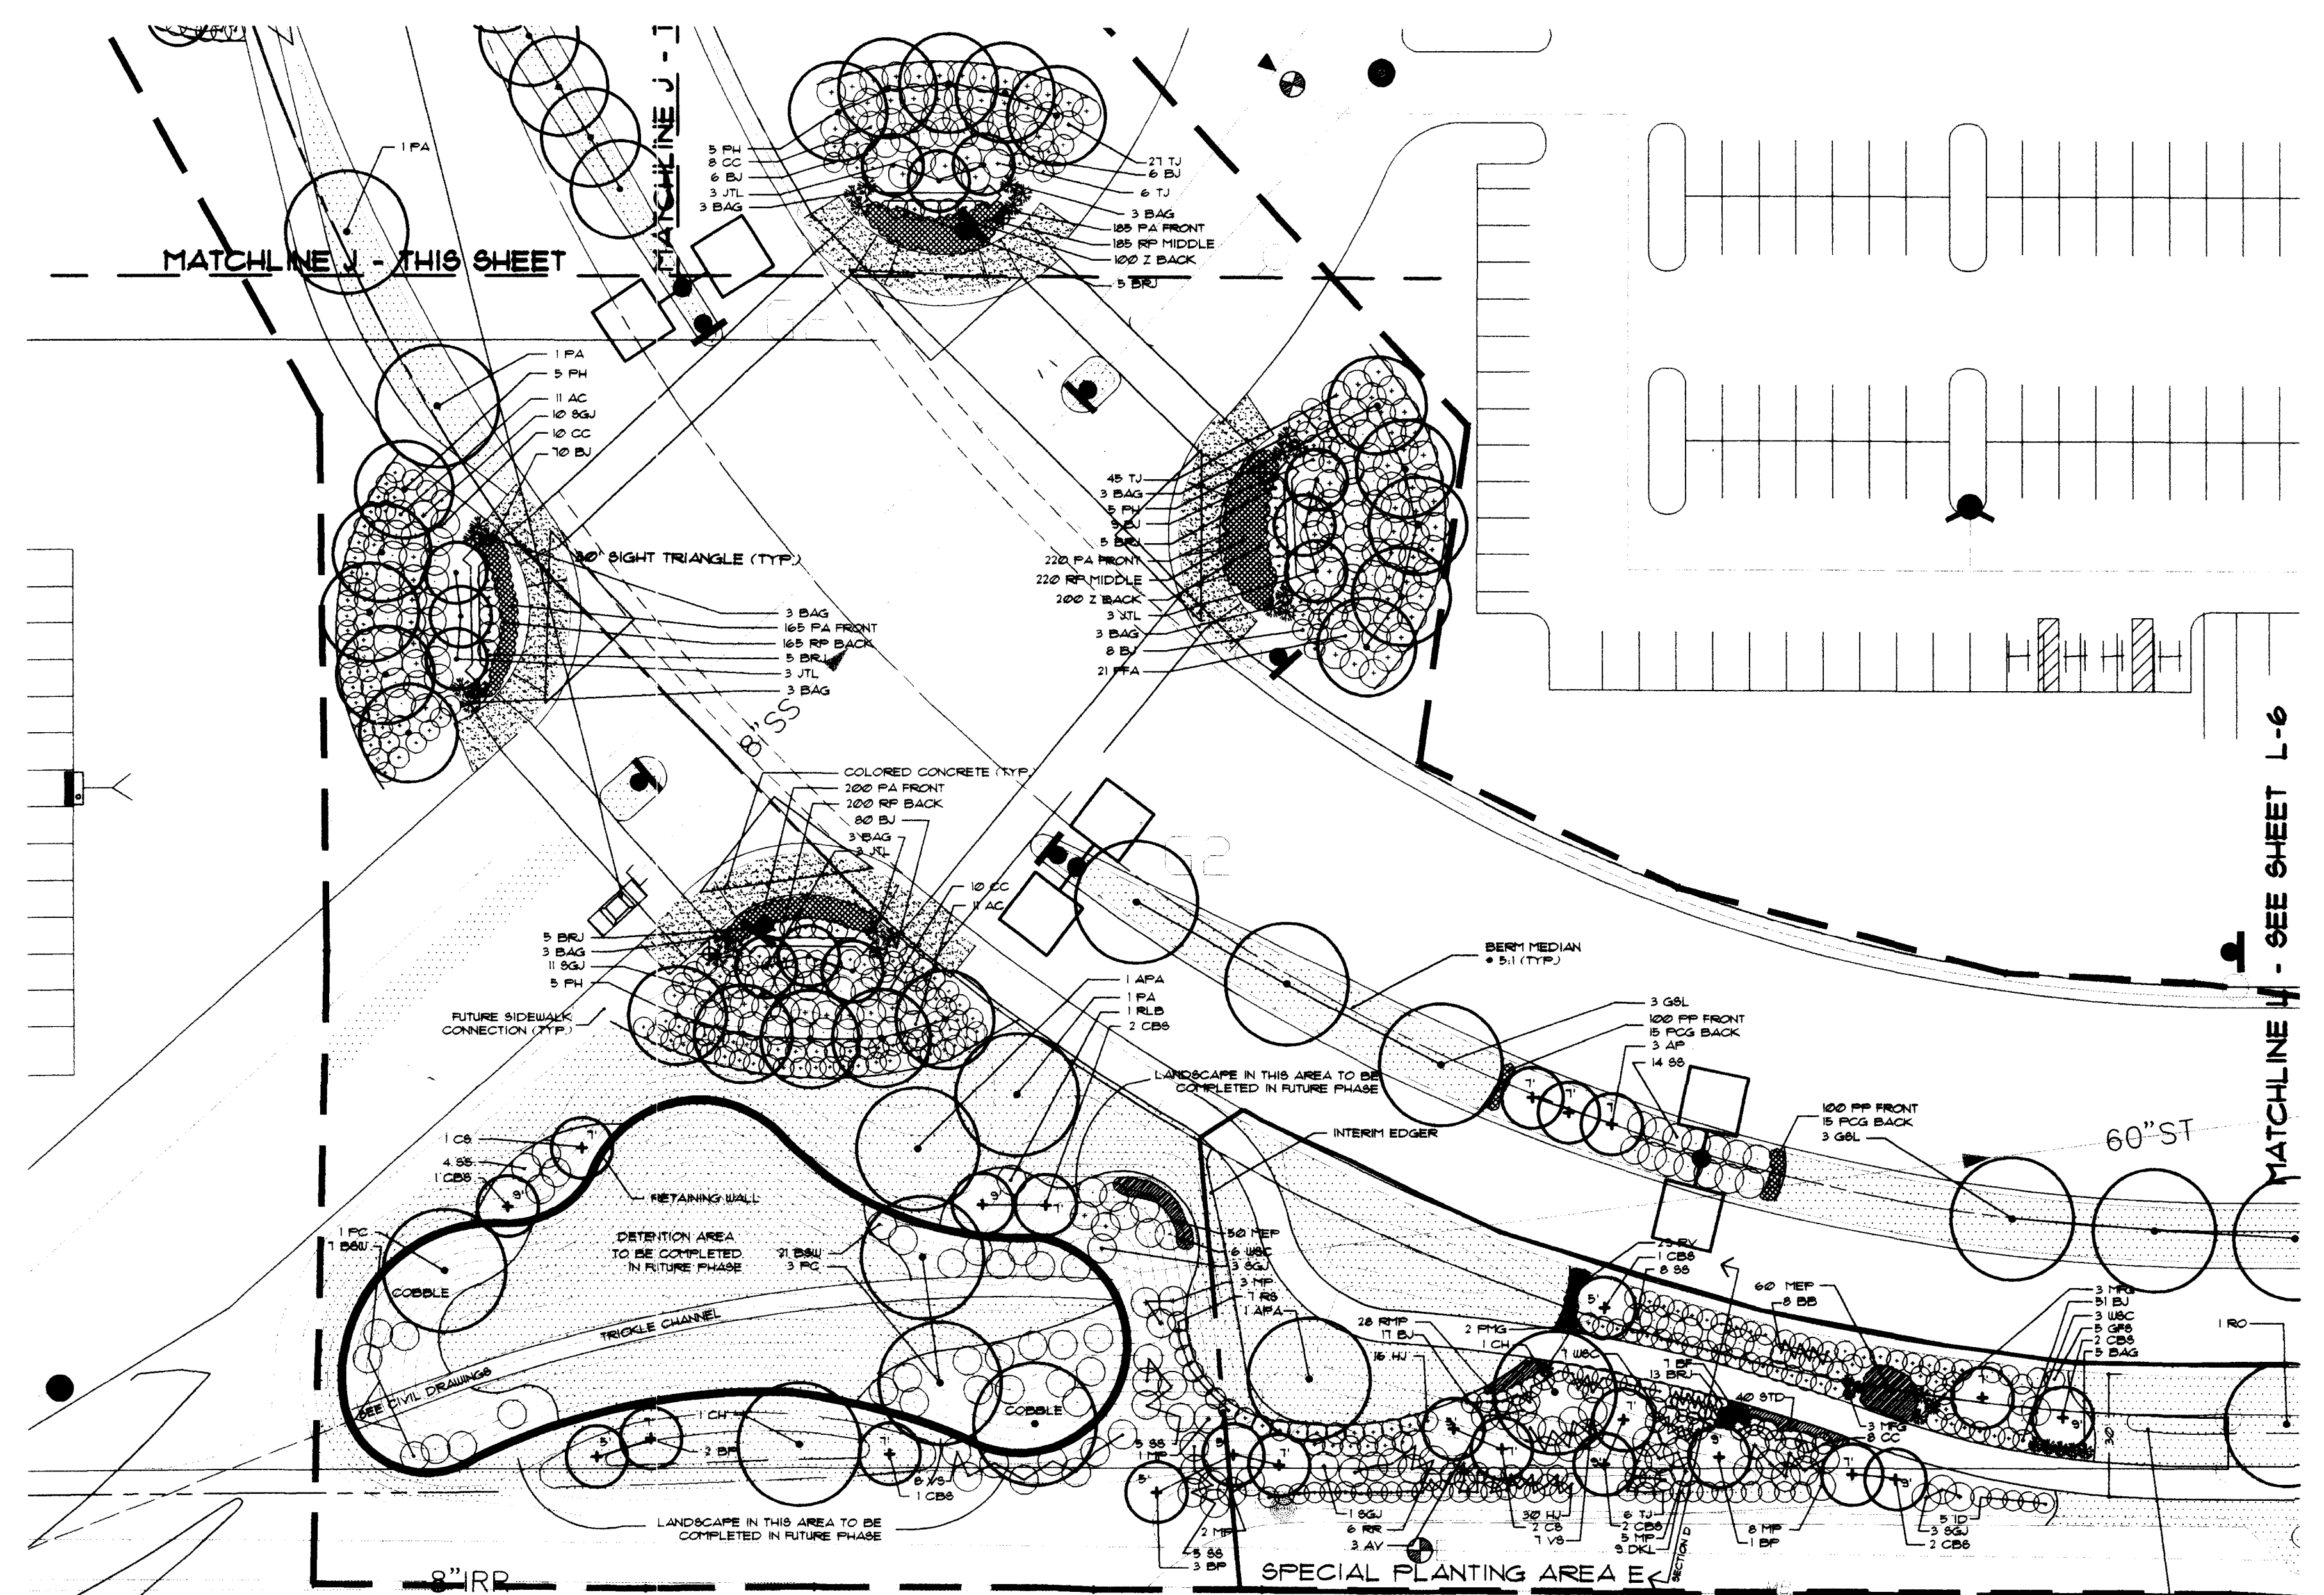 1 PA
MATCHLINE J - THIS SHEET
MATCHLINE J - 1
5 PH
8 CC
6 BJ
3 JTL
3 BAG
27 TJ
6 BJ
6 TJ
3 BAG
185 PA FRONT
185 RP MIDDLE
100 Z BACK
5 BRJ
1 PA
5 PH
11 AC
10 SGJ
10 CC
70 BJ
30' SIGHT TRIANGLE (TYP.)
3 BAG
165 PA FRONT
165 RP BACK
5 BRJ
3 JTL
3 BAG
45 TJ
3 BAG
5 PH
9 BJ
5 BRJ
220 PA FRONT
220 RP MIDDLE
200 Z BACK
3 JTL
3 BAG
8 BJ
21 PFA
8"SS
COLORED CONCRETE (TYP.)
200 PA FRONT
200 RP BACK
80 BJ
3 BAG
3 JTL
10 CC
11 AC
5 BRJ
3 BAG
11 SGJ
5 PH
FUTURE SIDEWALK
CONNECTION (TYP.)
1 APA
1 PA
1 RLB
2 CBS
G2
BERM MEDIAN
@ 5:1 (TYP.)
3 GSL
100 PP FRONT
15 PCG BACK
3 AP
14 SS
LANDSCAPE IN THIS AREA TO BE
COMPLETED IN FUTURE PHASE
INTERIM EDGER
100 PP FRONT
15 PCG BACK
3 GSL
60"ST
MATCHLINE 4 - SEE SHEET L-6
1 CS
4 SS
1 CBS
RETAINING WALL
1 PC
7 BSW
DETENTION AREA
TO BE COMPLETED
IN FUTURE PHASE
21 BSW
3 PC
COBBLE
TRICKLE CHANNEL
SEE CIVIL DRAWINGS
COBBLE
50 MEP
6 WSC
3 SGJ
3 MP
7 RS
1 APA
23 RV
1 CBS
8 SS
60 MEP
8 BB
3 MFG
51 BJ
3 WSC
5 GFS
2 CBS
5 BAG
1 RO
28 RMP
17 BJ
16 HJ
2 PMG
1 CH
7 WSC
7 BF
13 BRJ
40 STD
3 MFG
8 CC
30'
1 CH
2 BP
8 VS
1 CBS
5 SS
1 MP
LANDSCAPE IN THIS AREA TO BE
COMPLETED IN FUTURE PHASE
2 MP
5 SS
3 BP
1 SGJ
6 RR
3 AV
30 HJ
2 CS
7 VS
6 TJ
2 CBS
5 MP
9 DKL
8 MP
1 BP
5 ID
3 SGJ
2 CBS
SECTION D
SPECIAL PLANTING AREA E
8"IRR